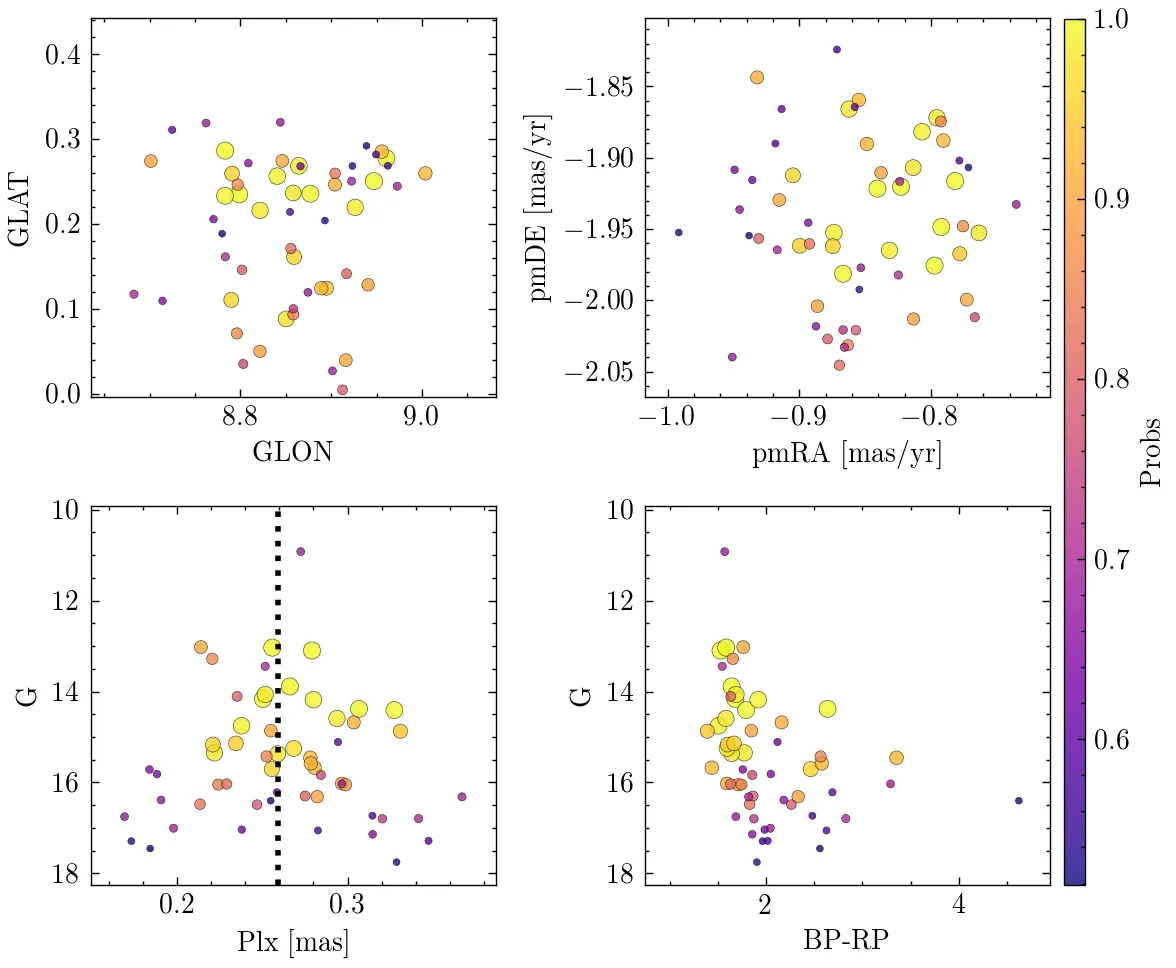 0.4
0.3
0.2
0.1
0.0
GLAT
8.8 9.0
GLON
−1.85
−1.90
−1.95
−2.00
−2.05
pmDE [mas/yr]
−1.0 −0.9 −0.8
pmRA [mas/yr]
1.0
0.9
0.8
0.7
0.6
Probs
10
12
14
16
18
G
0.2 0.3
Plx [mas]
10
12
14
16
18
G
2 4
BP-RP